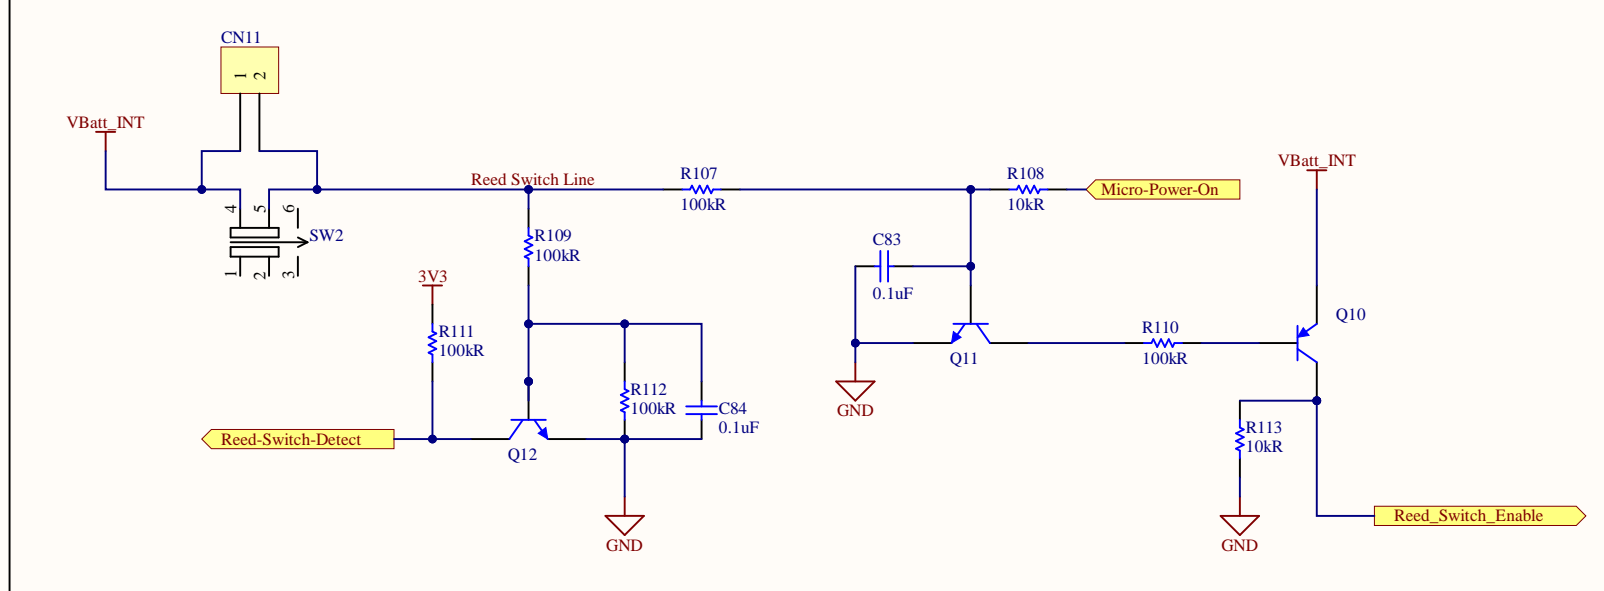 CN11
1 2
VBatt_INT
4 5 6
SW2
1 2 3
Reed Switch Line
R107
100kR
R108
10kR
Micro-Power-On
VBatt_INT
R109
100kR
C83
0.1uF
3V3
R111
100kR
Q11
R110
100kR
Q10
GND
R112
100kR
C84
0.1uF
Reed-Switch-Detect
Q12
R113
10kR
GND
GND
Reed_Switch_Enable